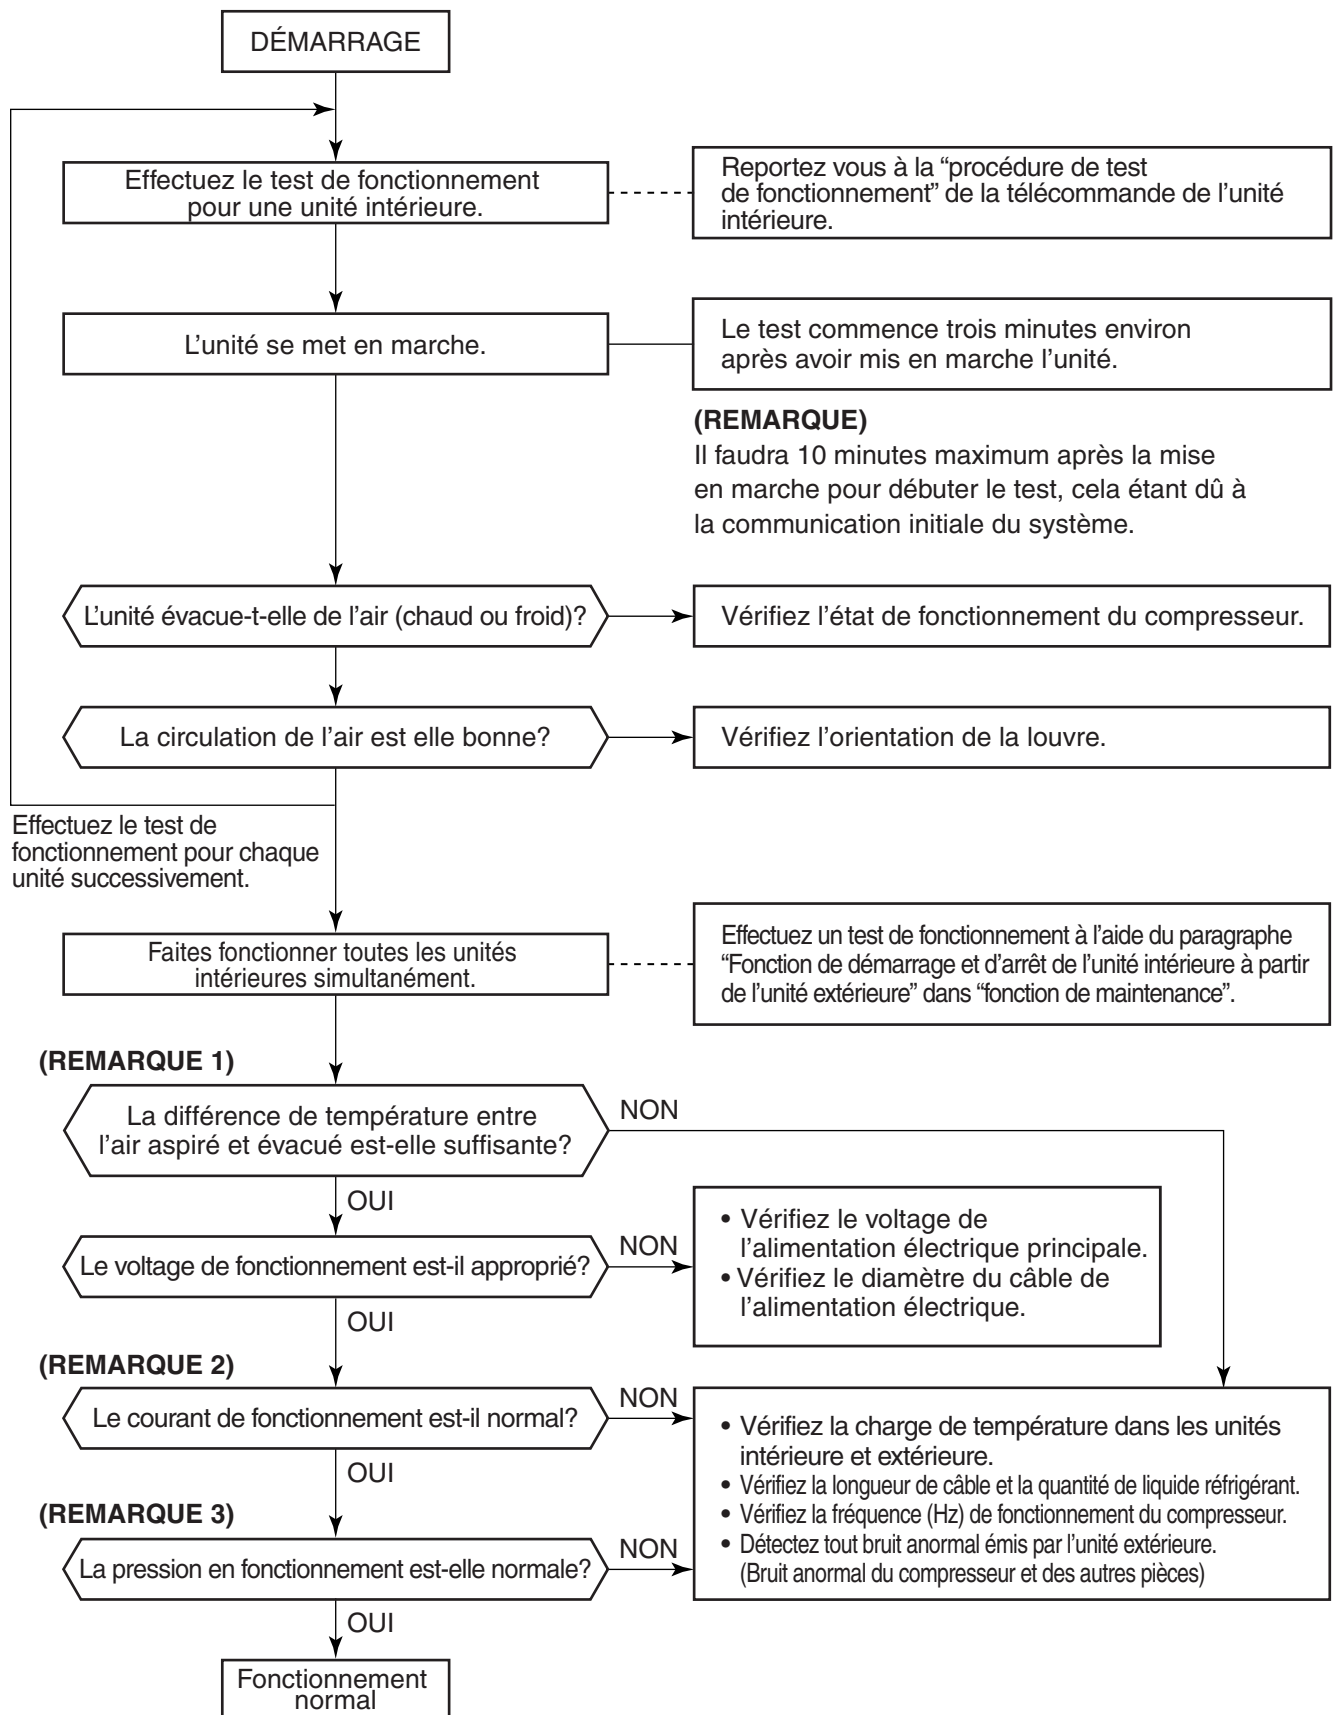 DÉMARRAGE
Effectuez le test de fonctionnement
pour une unité intérieure.
Reportez vous à la “procédure de test
de fonctionnement” de la télécommande de l’unité
intérieure.
L’unité se met en marche.
Le test commence trois minutes environ
après avoir mis en marche l’unité.
(REMARQUE)
Il faudra 10 minutes maximum après la mise
en marche pour débuter le test, cela étant dû à
la communication initiale du système.
L’unité évacue-t-elle de l’air (chaud ou froid)?
Vérifiez l’état de fonctionnement du compresseur.
La circulation de l’air est elle bonne?
Vérifiez l’orientation de la louvre.
Effectuez le test de
fonctionnement pour chaque
unité successivement.
Faites fonctionner toutes les unités
intérieures simultanément.
Effectuez un test de fonctionnement à l’aide du paragraphe
“Fonction de démarrage et d’arrêt de l’unité intérieure à partir
de l’unité extérieure” dans “fonction de maintenance”.
(REMARQUE 1)
La différence de température entre
l’air aspiré et évacué est-elle suffisante?
NON
OUI
Le voltage de fonctionnement est-il approprié?
NON
• Vérifiez le voltage de
l’alimentation électrique principale.
• Vérifiez le diamètre du câble de
l’alimentation électrique.
OUI
(REMARQUE 2)
Le courant de fonctionnement est-il normal?
NON
• Vérifiez la charge de température dans les unités
intérieure et extérieure.
• Vérifiez la longueur de câble et la quantité de liquide réfrigérant.
• Vérifiez la fréquence (Hz) de fonctionnement du compresseur.
• Détectez tout bruit anormal émis par l’unité extérieure.
(Bruit anormal du compresseur et des autres pièces)
OUI
(REMARQUE 3)
La pression en fonctionnement est-elle normale?
NON
OUI
Fonctionnement
normal